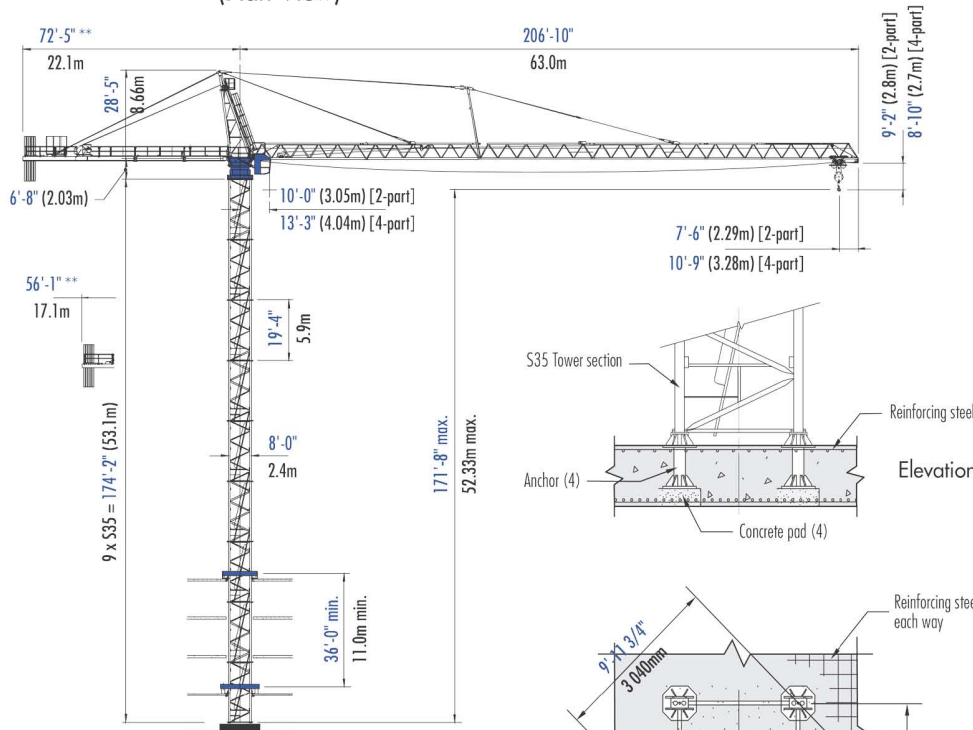 72'-5" **
22.1m
206'-10"
63.0m
9'-2" (2.8m) [2-part]
8'-10" (2.7m) [4-part]
28'-5"
8.66m
6'-8" (2.03m)
10'-0" (3.05m) [2-part]
13'-3" (4.04m) [4-part]
7'-6" (2.29m) [2-part]
10'-9" (3.28m) [4-part]
56'-1" **
17.1m
19'-4"
5.9m
S35 Tower section
Reinforcing steel
9 x S35 = 174'-2" (53.1m)
8'-0"
2.4m
171'-8" max.
52.33m max.
Anchor (4)
Elevation
Concrete pad (4)
36'-0" min.
11.0m min.
Reinforcing steel
each way
9'-11 3/4"
3 040mm